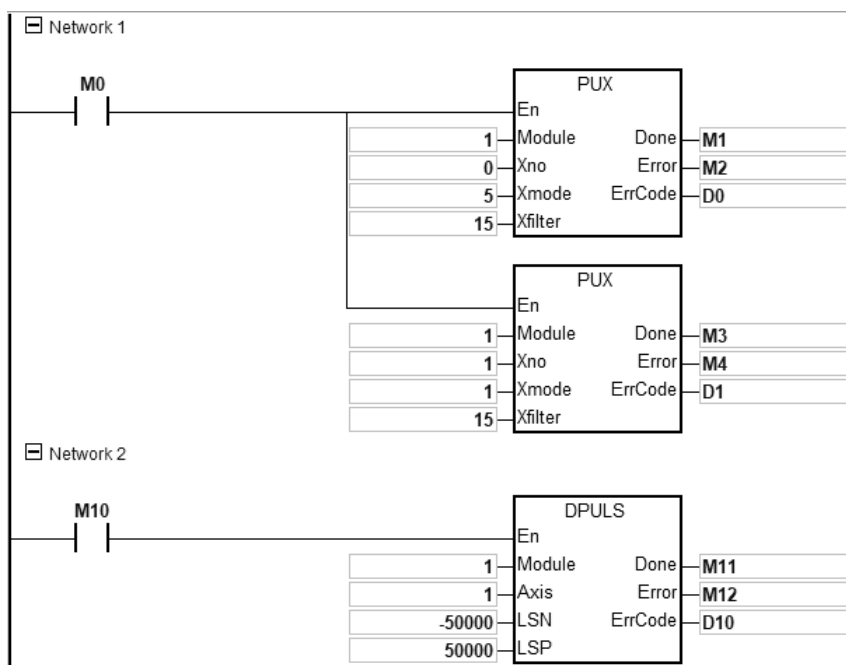 Network 1
M0
PUX
En
1 Module Done M1
0 Xno Error M2
5 Xmode ErrCode D0
15 Xfilter
PUX
En
1 Module Done M3
1 Xno Error M4
1 Xmode ErrCode D1
15 Xfilter
Network 2
M10
DPULS
En
1 Module Done M11
1 Axis Error M12
-50000 LSN ErrCode D10
50000 LSP